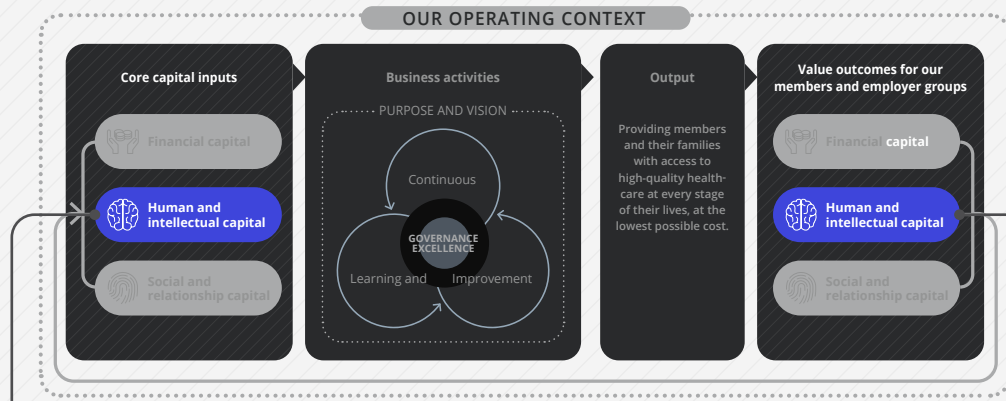 OUR OPERATING CONTEXT
Core capital inputs
Financial capital
Human and
intellectual capital
Social and
relationship capital
Business activities
PURPOSE AND VISION
Continuous
GOVERNANCE
EXCELLENCE
Learning and
Improvement
Output
Providing members
and their families
with access to
high-quality health-
care at every stage
of their lives, at the
lowest possible cost.
Value outcomes for our
members and employer groups
Financial capital
Human and
intellectual capital
Social and
relationship capital